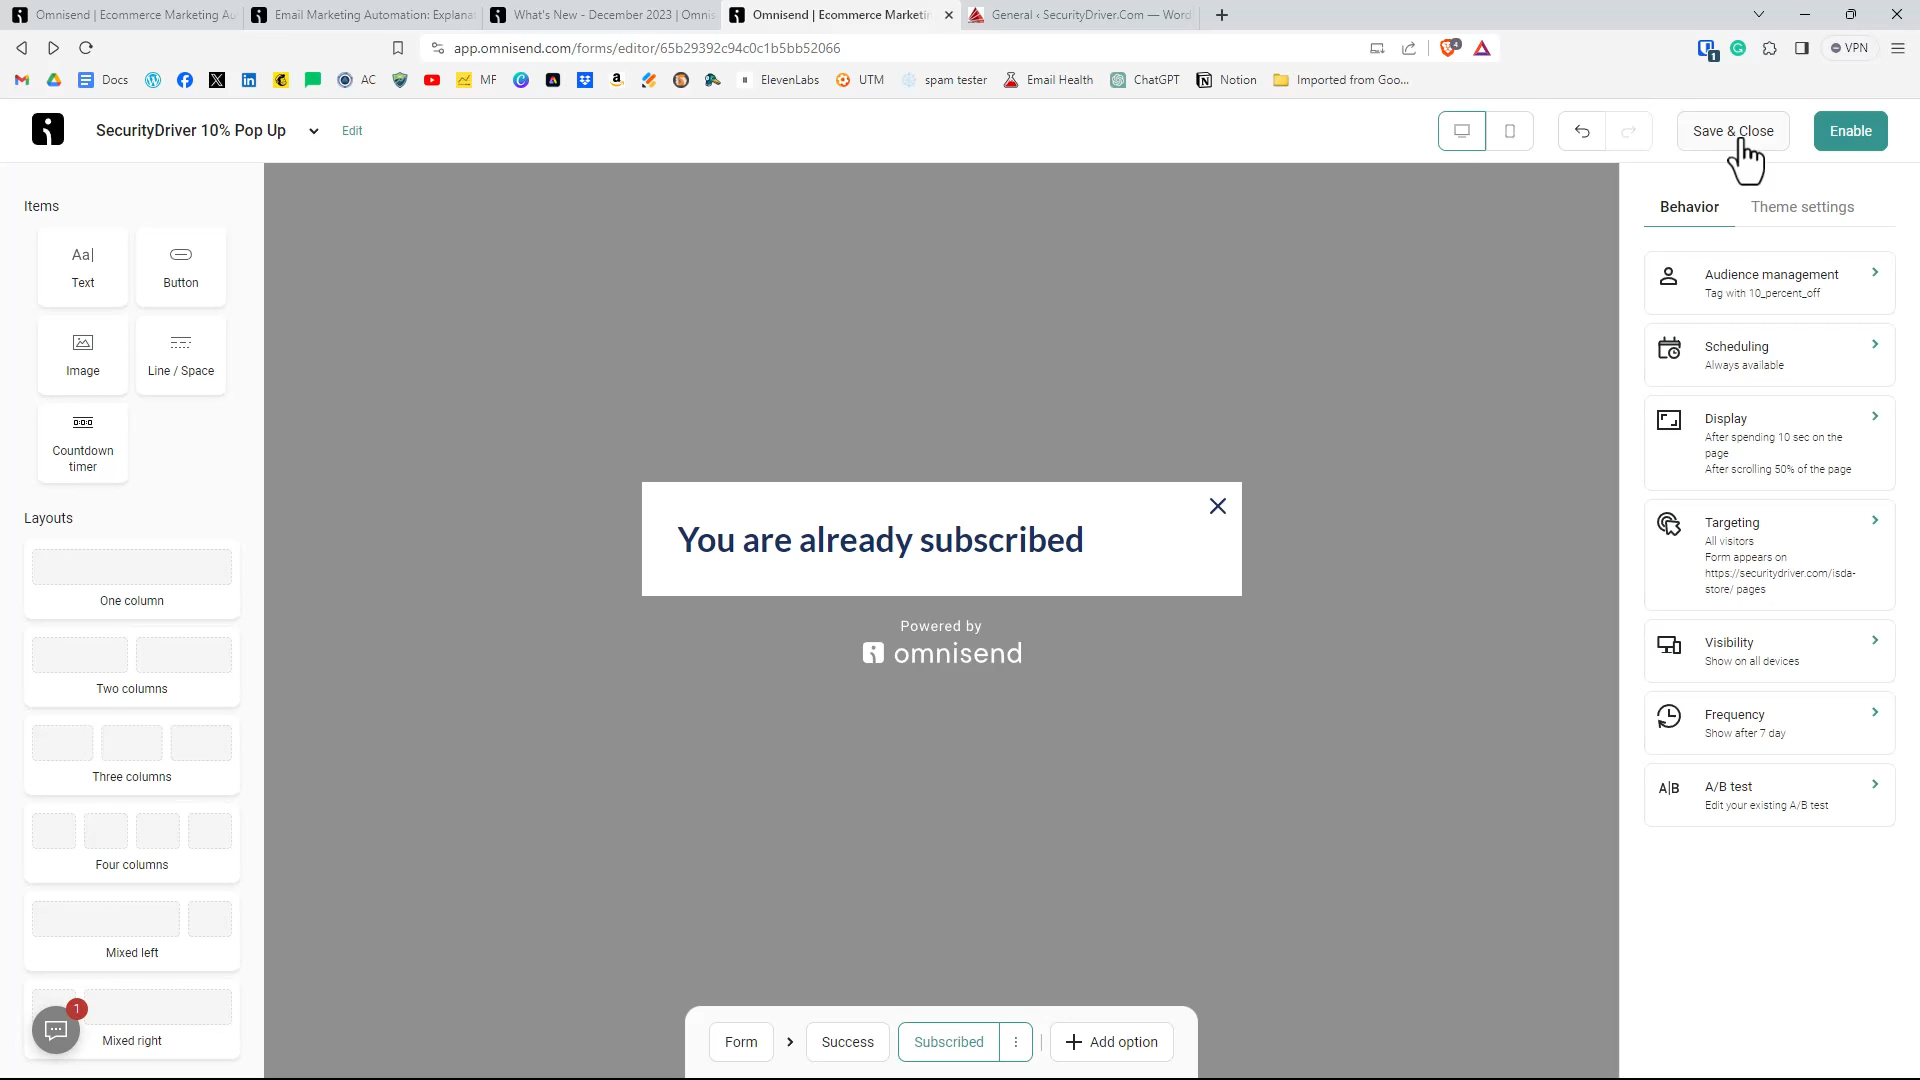 Omnisend | Ecommerce Marketing Au
Email Marketing Automation: Explana
What's New - December 2023 | Omnis
Omnisend | Ecommerce Marketin
General ‹ SecurityDriver.Com — Word
app.omnisend.com/forms/editor/65b29392c94c0c1b5bb52066
4
1
VPN
Docs
AC
MF
ElevenLabs
UTM
spam tester
Email Health
ChatGPT
Notion
Imported from Goo...
SecurityDriver 10% Pop Up
Edit
Save & Close
Enable
Items
Aa|
Text
Button
Image
Line / Space
Countdown
timer
Layouts
One column
Two columns
Three columns
Four columns
Mixed left
Mixed right
1
You are already subscribed
Powered by
omnisend
Form
Success
Subscribed
Add option
Behavior
Theme settings
Audience management
Tag with 10_percent_off
Scheduling
Always available
Display
After spending 10 sec on the
page
After scrolling 50% of the page
Targeting
All visitors
Form appears on
https://securitydriver.com/isda-
store/ pages
Visibility
Show on all devices
Frequency
Show after 7 day
A|B
A/B test
Edit your existing A/B test